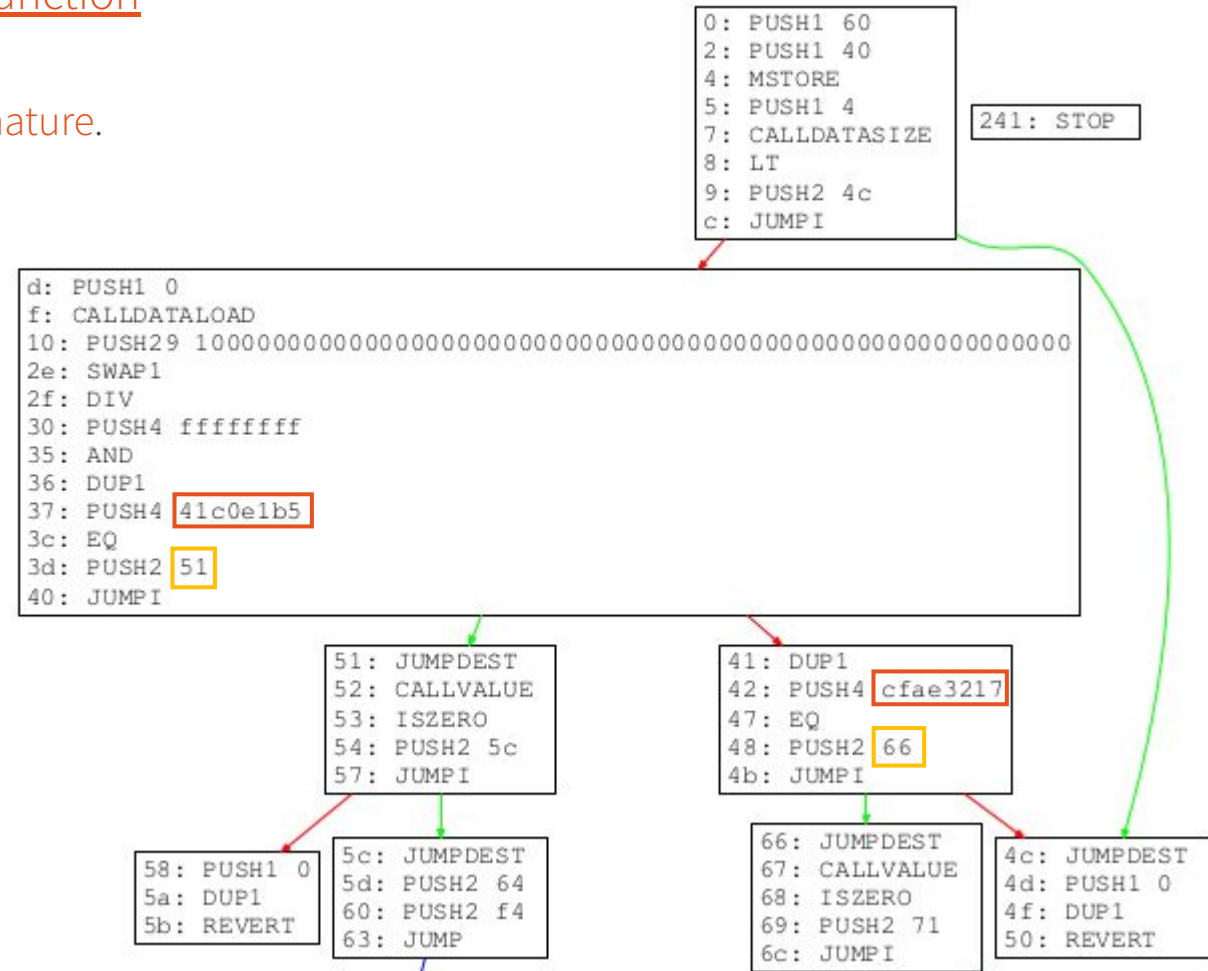 0: PUSH1 60
2: PUSH1 40
4: MSTORE
5: PUSH1 4
7: CALLDATASIZE
8: LT
9: PUSH2 4c
c: JUMPI
nature.
241: STOP
d: PUSH1 0
f: CALLDATALOAD
10: PUSH29 100000000000000000000000000000000000000000000000000000000
2e: SWAP1
2f: DIV
30: PUSH4 ffffffff
35: AND
36: DUP1
37: PUSH4 41c0e1b5
3c: EQ
3d: PUSH2 51
40: JUMPI
51: JUMPDEST
52: CALLVALUE
53: ISZERO
54: PUSH2 5c
57: JUMPI
41: DUP1
42: PUSH4 cfae3217
47: EQ
48: PUSH2 66
4b: JUMPI
58: PUSH1 0
5a: DUP1
5b: REVERT
5c: JUMPDEST
5d: PUSH2 64
60: PUSH2 f4
63: JUMP
66: JUMPDEST
67: CALLVALUE
68: ISZERO
69: PUSH2 71
6c: JUMPI
4c: JUMPDEST
4d: PUSH1 0
4f: DUP1
50: REVERT